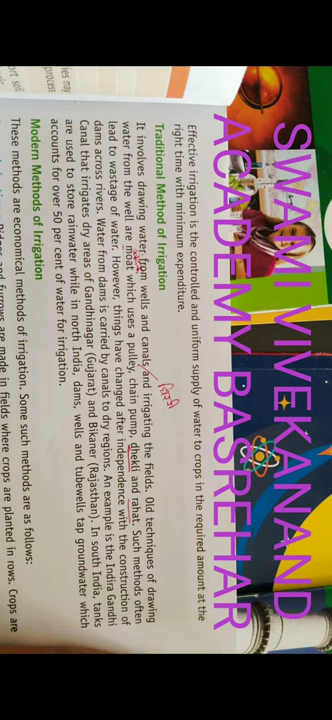 SWAMI VIVEKANAND
ACADEMY BASREHAR
Effective irrigation is the controlled and uniform supply of water to crops in the required amount at the
right time with minimum expenditure.
Traditional Method of Irrigation
It involves drawing water from wells and canals and irrigating the fields. Old techniques of drawing
water from the well are moat which uses a pulley, chain pump, dhekli and rahat. Such methods often
lead to wastage of water. However, things have changed after independence with the construction of
dams across rivers. Water from dams is carried by canals to dry regions. An example is the Indira Gandhi
Canal that irrigates dry areas of Gandhinagar (Gujarat) and Bikaner (Rajasthan). In south India, tanks
are used to store rainwater while in north India, dams, wells and tubewells tap groundwater which
accounts for over 50 per cent of water for irrigation.
Modern Methods of Irrigation
These methods are economical methods of irrigation. Some such methods are as follows:
and furrows are made in fields where crops are planted in rows. Crops are
ies may
process
art soil